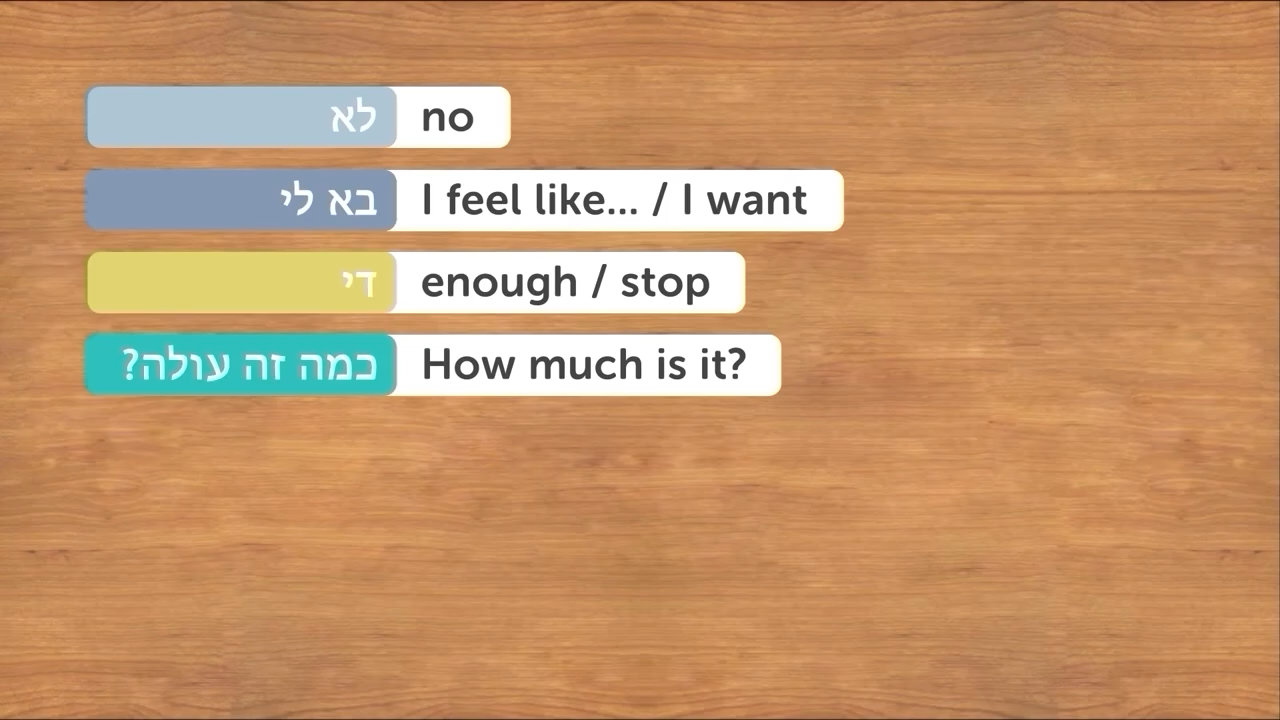 לא no
בא לי I feel like... / I want
די enough / stop
כמה זה עולה? How much is it?